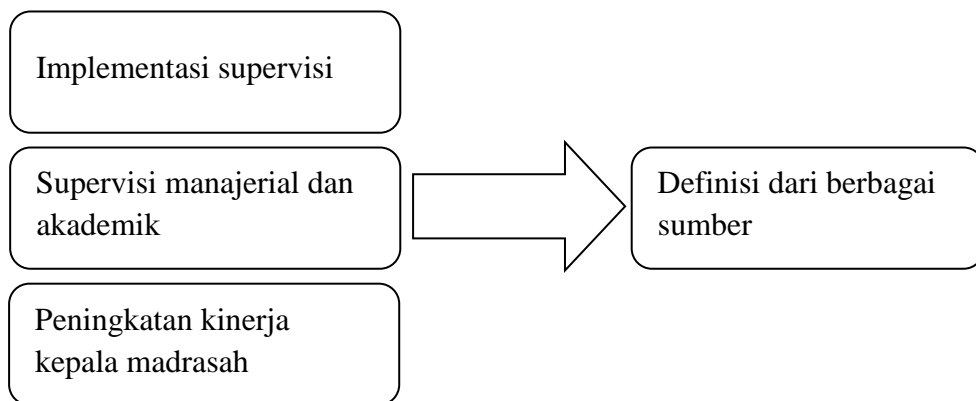 Implementasi supervisi
Supervisi manajerial dan
akademik
Peningkatan kinerja
kepala madrasah
Definisi dari berbagai
sumber